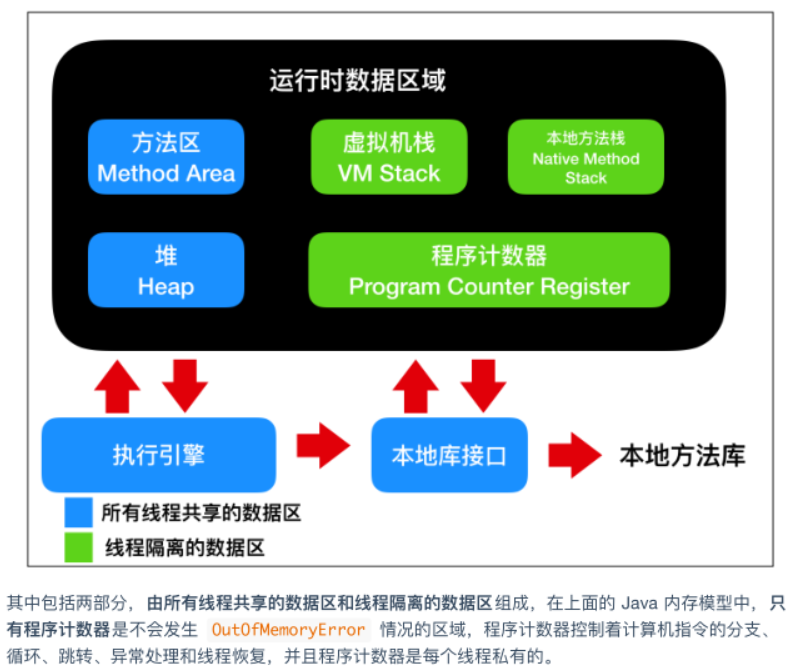 运行时数据区域
方法区
Method Area
虚拟机栈
VM Stack
本地方法栈
Native Method
Stack
堆
Heap
程序计数器
Program Counter Register
执行引擎
本地库接口
本地方法库
所有线程共享的数据区
线程隔离的数据区
其中包括两部分，由所有线程共享的数据区和线程隔离的数据区组成，在上面的 Java 内存模型中，只
有程序计数器是不会发生 OutOfMemoryError 情况的区域，程序计数器控制着计算机指令的分支、
循环、跳转、异常处理和线程恢复，并且程序计数器是每个线程私有的。